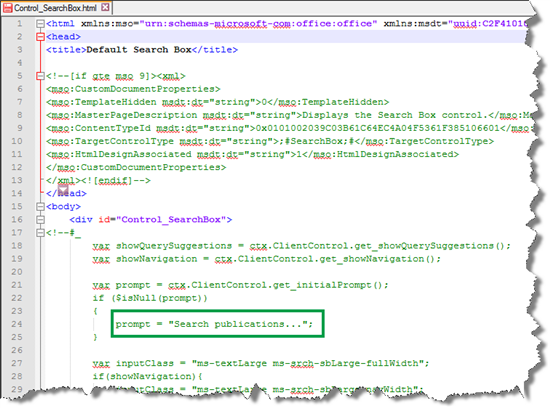 Control_SearchBox.html
1 <html xmlns:mso="urn:schemas-microsoft-com:office:office" xmlns:msdt="uuid:C2F41010
2 <head>
3 <title>Default Search Box</title>
4
5 <!--[if gte mso 9]><xml>
6 <mso:CustomDocumentProperties>
7 <mso:TemplateHidden msdt:dt="string">0</mso:TemplateHidden>
8 <mso:MasterPageDescription msdt:dt="string">Displays the Search Box control.</mso:M
9 <mso:ContentTypeId msdt:dt="string">0x0101002039C03B61C64EC4A04F5361F385106601</mso
10 <mso:TargetControlType msdt:dt="string">;#SearchBox;#</mso:TargetControlType>
11 <mso:HtmlDesignAssociated msdt:dt="string">1</mso:HtmlDesignAssociated>
12 </mso:CustomDocumentProperties>
13 </xml><![endif]-->
14 </head>
15 <body>
16 <div id="Control_SearchBox">
17 <!--#_
18 var showQuerySuggestions = ctx.ClientControl.get_showQuerySuggestions();
19 var showNavigation = ctx.ClientControl.get_showNavigation();
20
21 var prompt = ctx.ClientControl.get_initialPrompt();
22 if ($isNull(prompt))
23 {
24 prompt = "Search publications...";
25 }
26
27 var inputClass = "ms-textLarge ms-srch-sbLarge-fullWidth";
28 if(showNavigation){
29 = "ms-textLarge